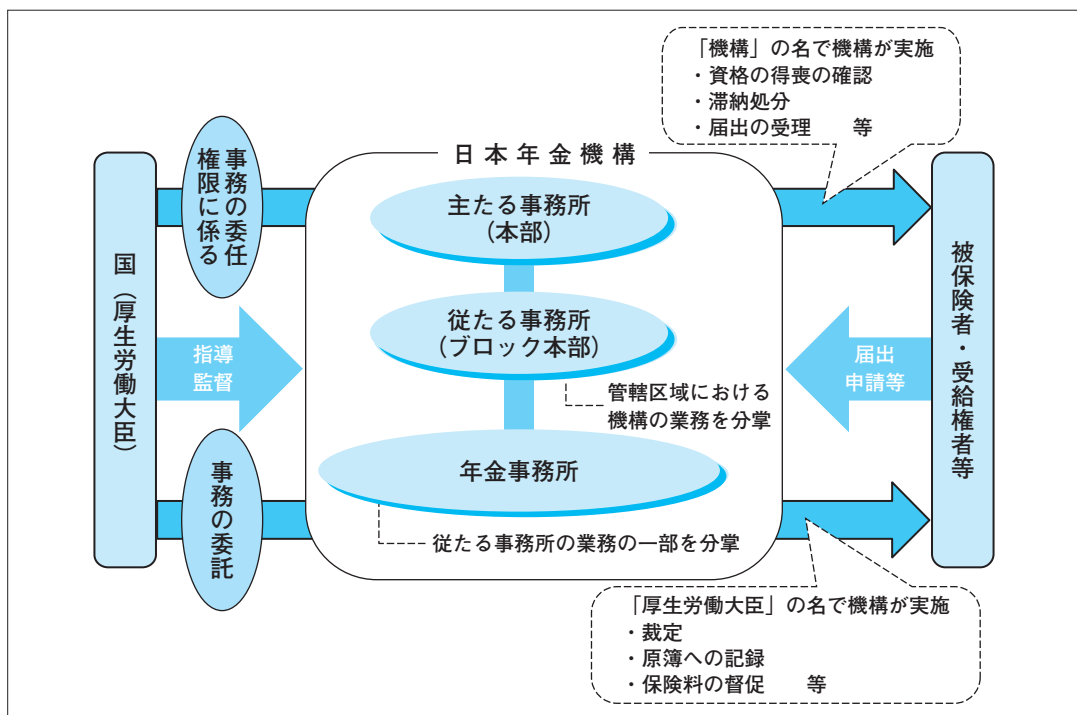 「機構」の名で機構が実施
・資格の得喪の確認
・滞納処分
・届出の受理　等
日本年金機構
国（厚生労働大臣）
権限に係る
事務の委任
指導
監督
事務の委託
主たる事務所
(本部)
従たる事務所
(ブロック本部)
管轄区域における
機構の業務を分掌
年金事務所
従たる事務所の業務の一部を分掌
届出
申請等
被保険者・受給権者等
「厚生労働大臣」の名で機構が実施
・裁定
・原簿への記録
・保険料の督促　等